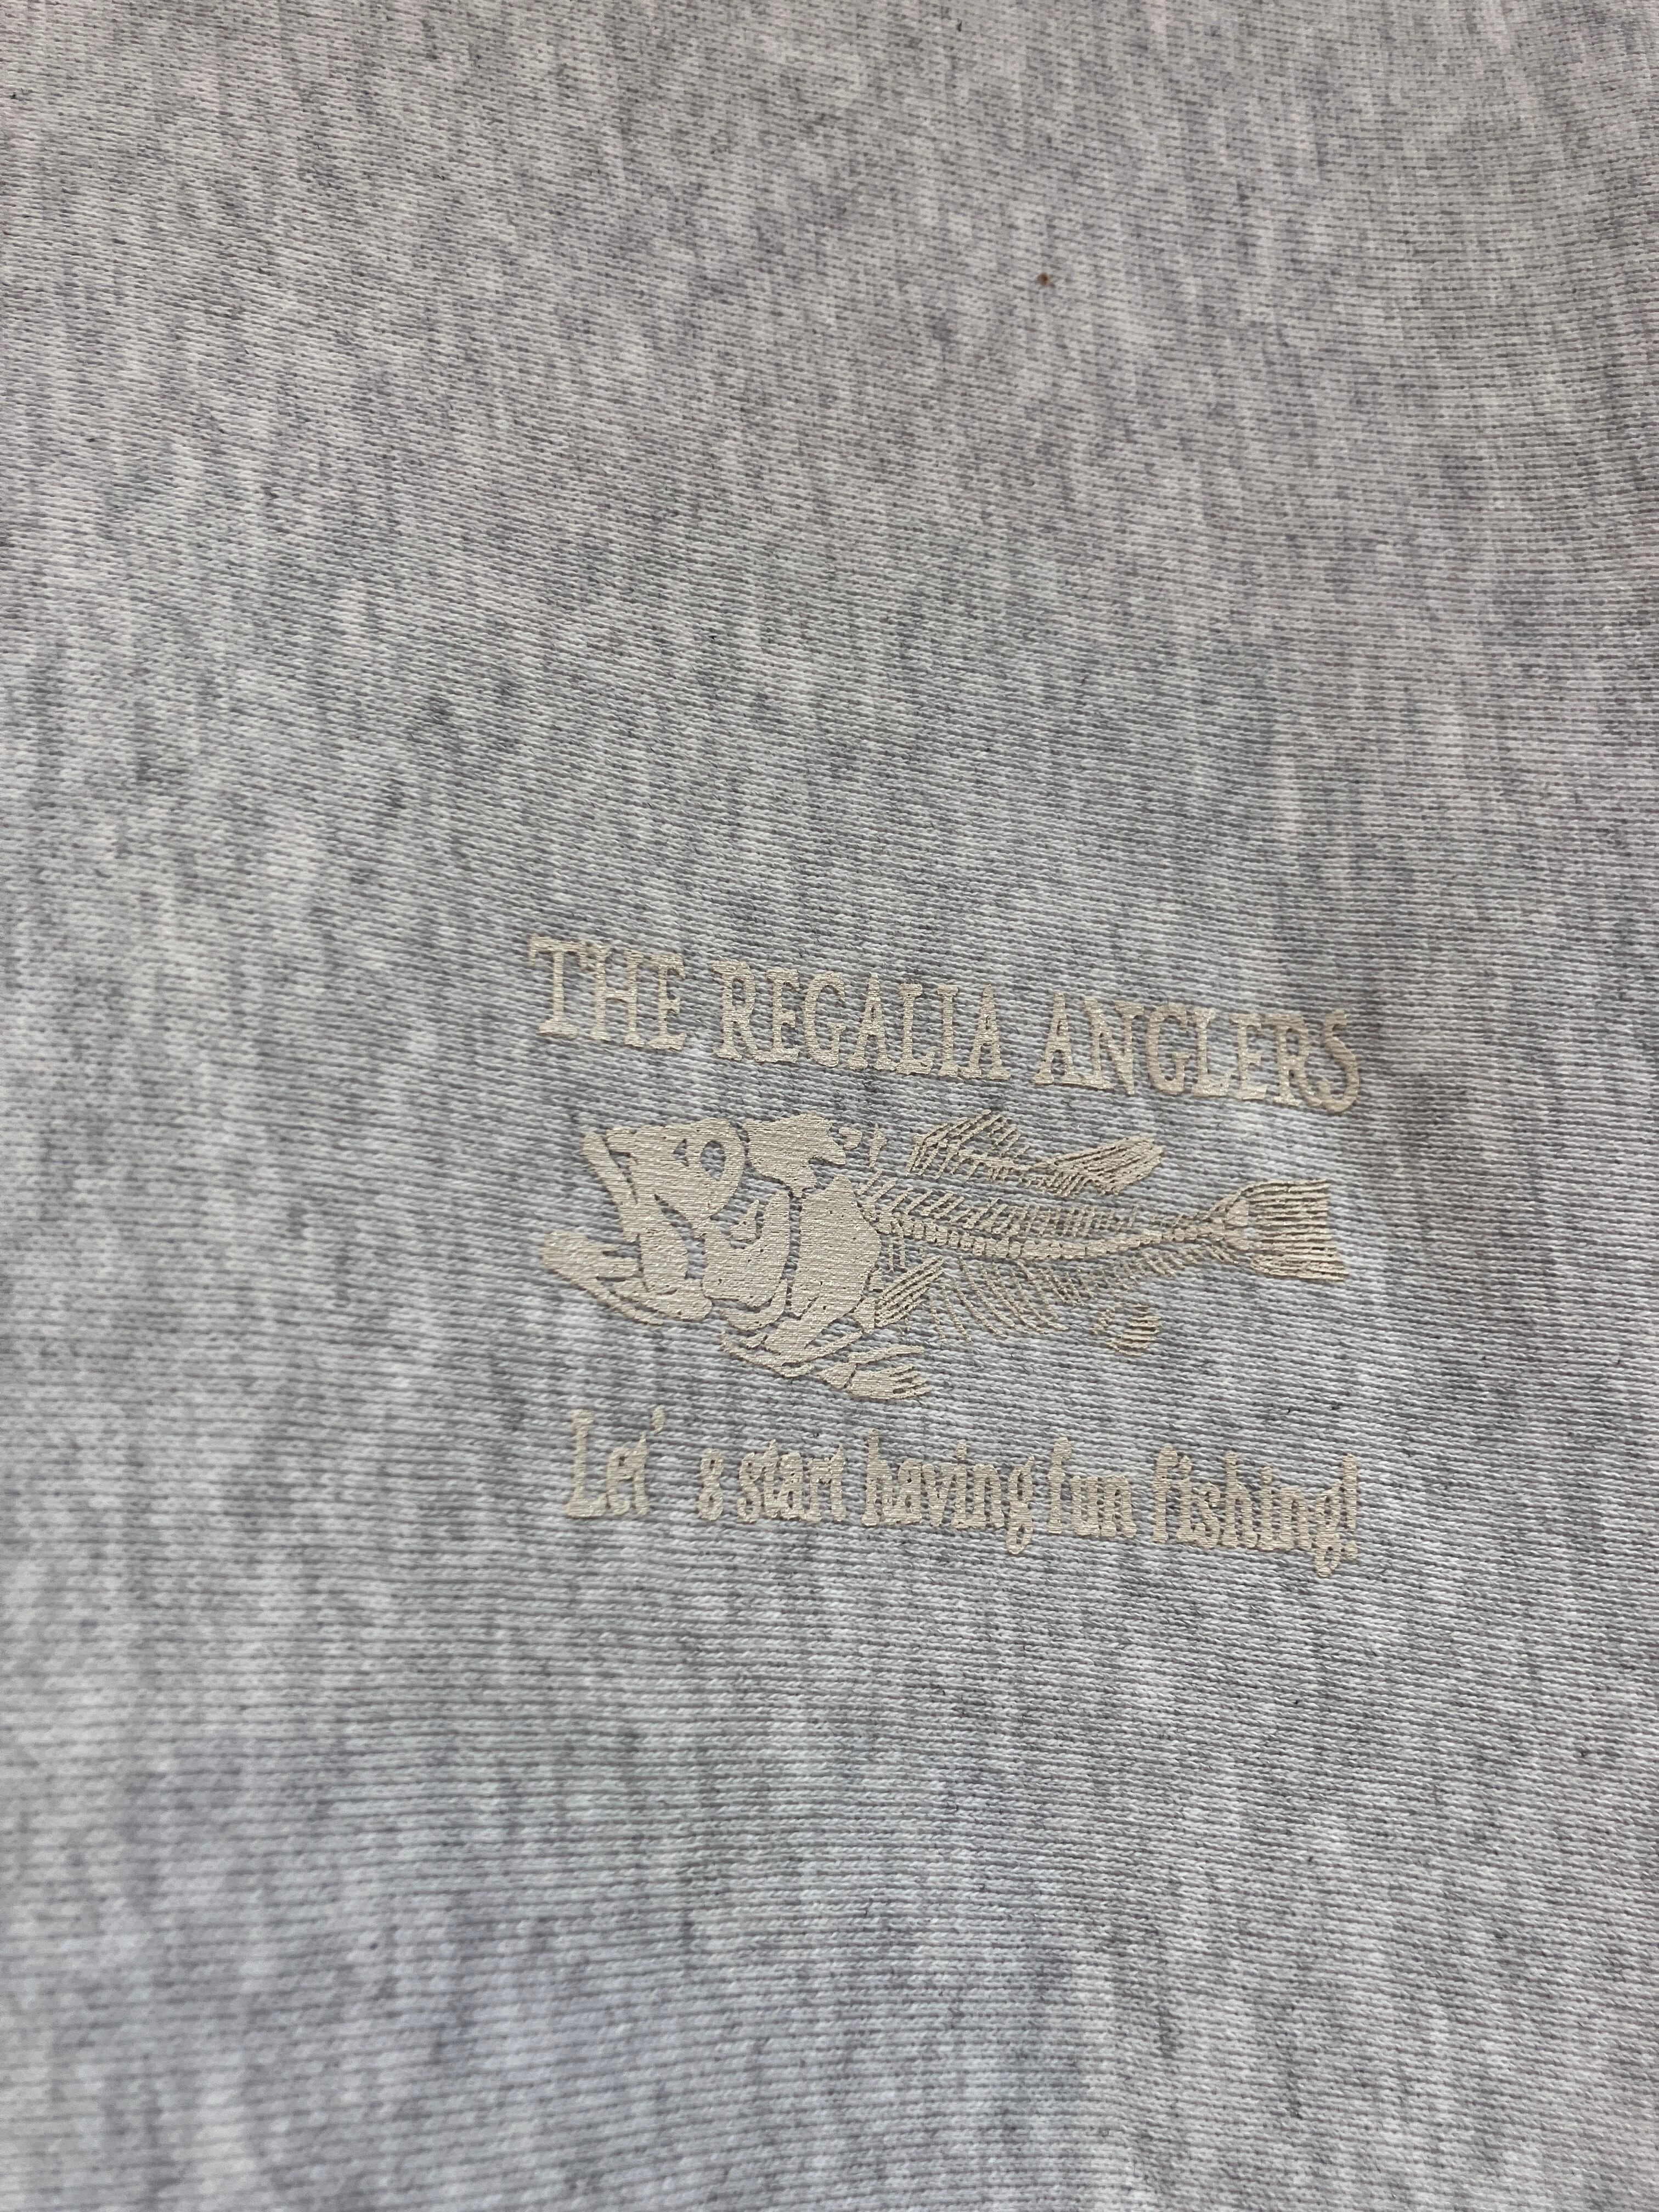 THE REGALIA ANGLERS
Let’ s start having fun fishing!